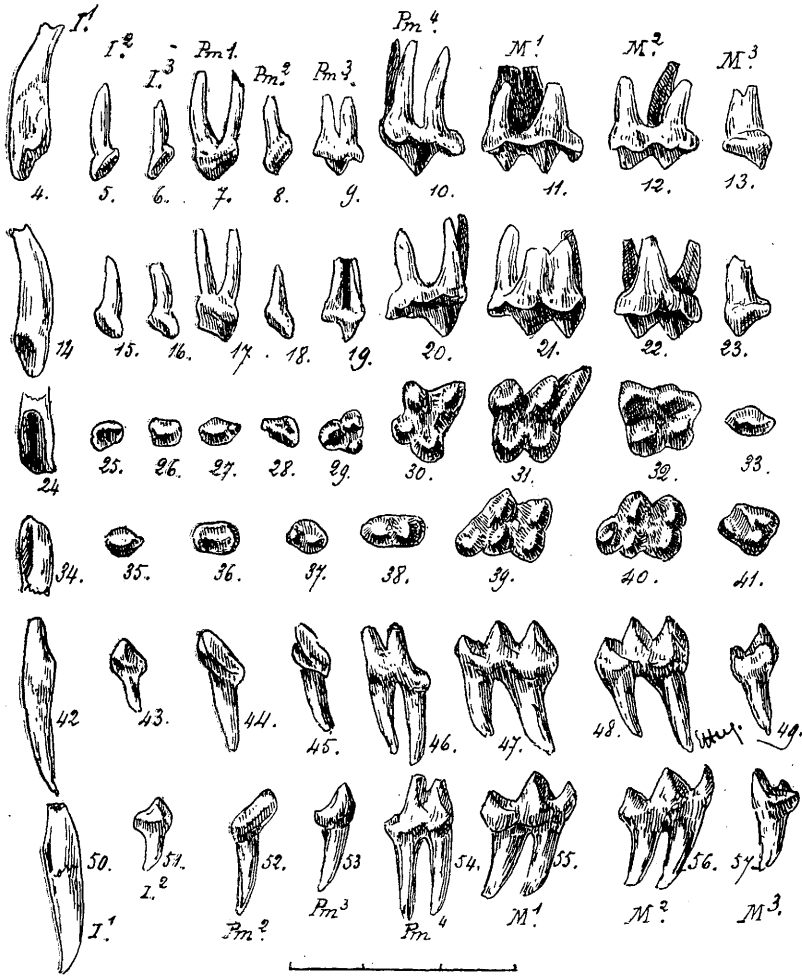 I.¹ I.² I.³ Pm1. Pm.² Pm.³ Pm.⁴ M.¹ M.² M.³
4. 5. 6. 7. 8. 9. 10. 11. 12. 13.
14 15. 16. 17. 18. 19. 20. 21. 22. 23.
24 25. 26. 27. 28. 29. 30. 31. 32. 33.
34. 35. 36. 37. 38. 39. 40. 41.
42 43. 44. 45. 46. 47. 48. 49.
50. 51. 52. 53 54. 55. 56. 57.
I.¹ I.² Pm.² Pm³ Pm⁴ M.¹ M.² M.³